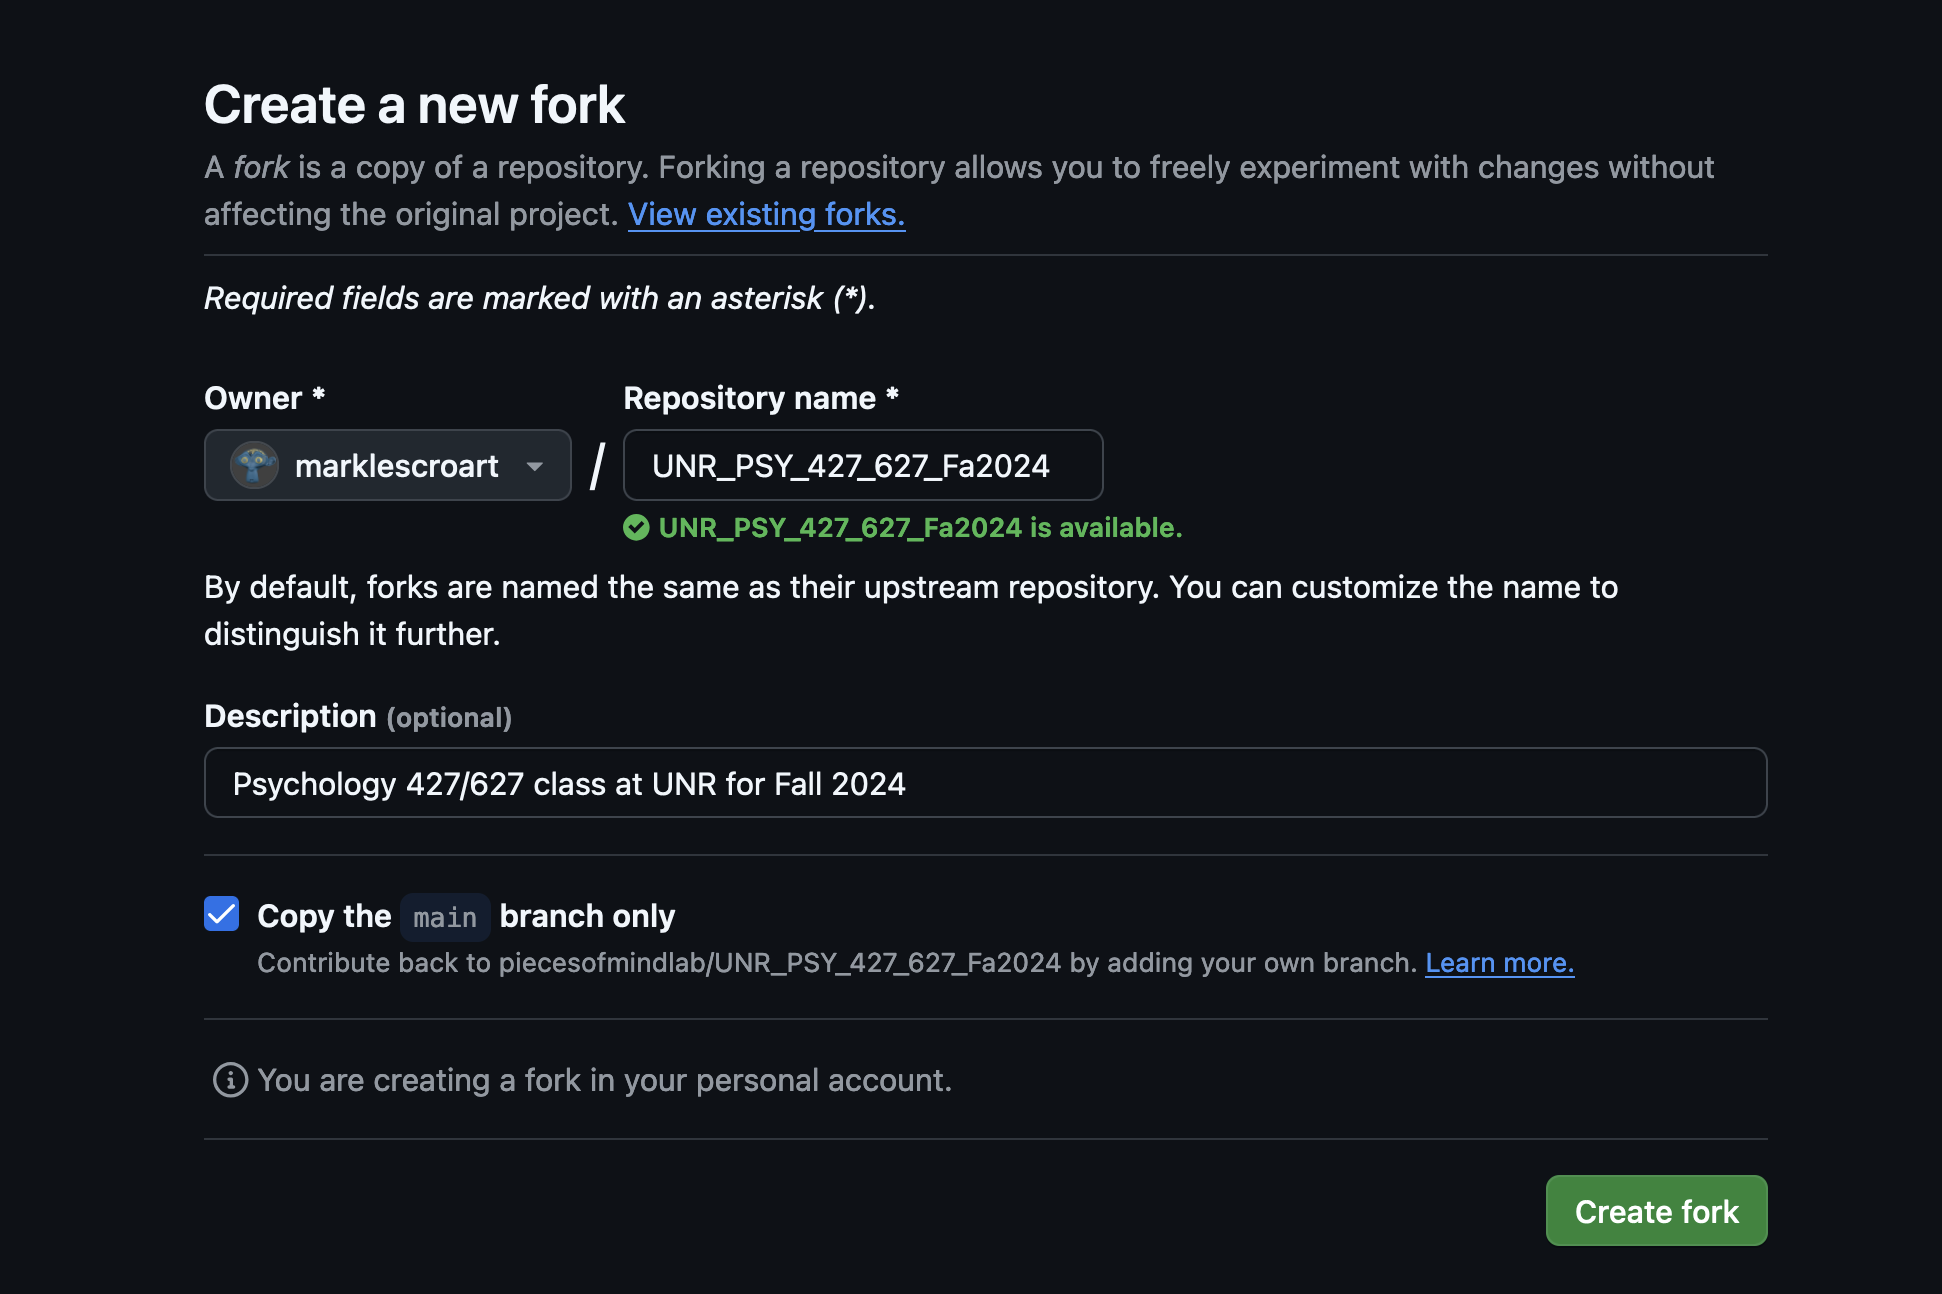 Create a new fork
A fork is a copy of a repository. Forking a repository allows you to freely experiment with changes without
affecting the original project. View existing forks.
Required fields are marked with an asterisk (*).
Owner *
Repository name *
marklescroart
/
UNR_PSY_427_627_Fa2024
UNR_PSY_427_627_Fa2024 is available.
By default, forks are named the same as their upstream repository. You can customize the name to
distinguish it further.
Description (optional)
Psychology 427/627 class at UNR for Fall 2024
Copy the main branch only
Contribute back to piecesofmindlab/UNR_PSY_427_627_Fa2024 by adding your own branch. Learn more.
You are creating a fork in your personal account.
Create fork